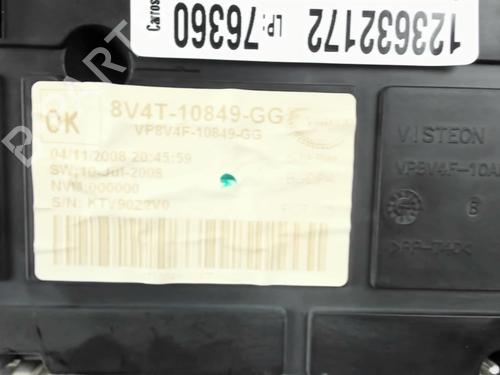 Carros
LP: 76360
123632172
OK
8V4T-10849-GG
VP8V4F-10849-GG
04/11/2008 20:45:59
SW:10-Jul-2008
NVM:000000
S/N: KTV90Z2V0
VISTEON
VP8V4F-10A
B